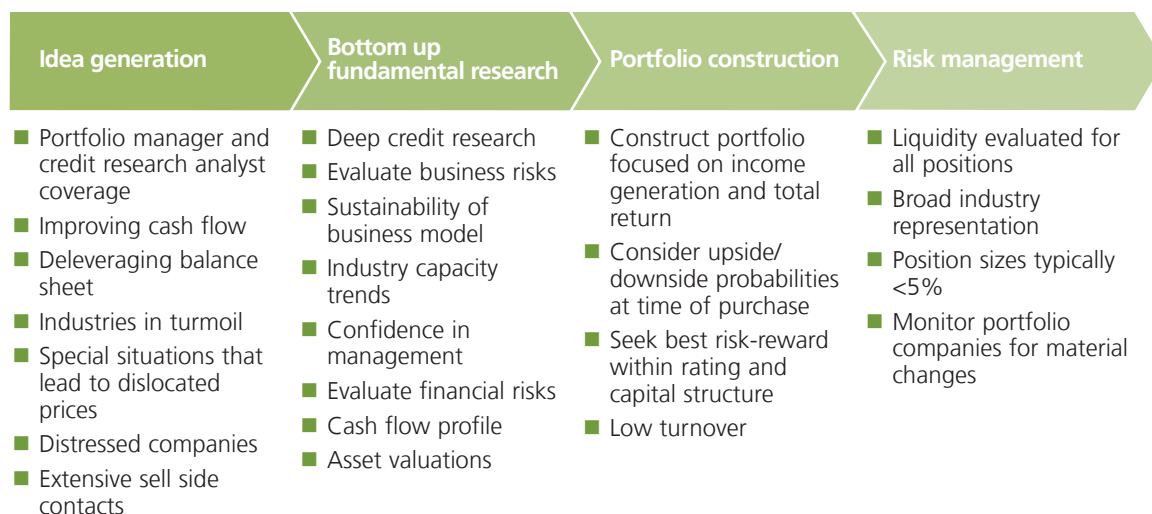 Idea generation
Bottom up
fundamental research
Portfolio construction
Risk management
Portfolio manager and
credit research analyst
coverage
Improving cash flow
Deleveraging balance
sheet
Industries in turmoil
Special situations that
lead to dislocated
prices
Distressed companies
Extensive sell side
contacts
Deep credit research
Evaluate business risks
Sustainability of
business model
Industry capacity
trends
Confidence in
management
Evaluate financial risks
Cash flow profile
Asset valuations
Construct portfolio
focused on income
generation and total
return
Consider upside/
downside probabilities
at time of purchase
Seek best risk-reward
within rating and
capital structure
Low turnover
Liquidity evaluated for
all positions
Broad industry
representation
Position sizes typically
<5%
Monitor portfolio
companies for material
changes